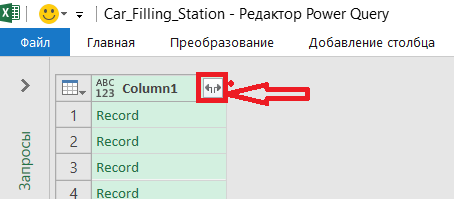 Car_Filling_Station - Редактор Power Query
Файл Главная Преобразование Добавление столбца
ABC 123 Column1
1 Record
2 Record
3 Record
4 Record
Запросы